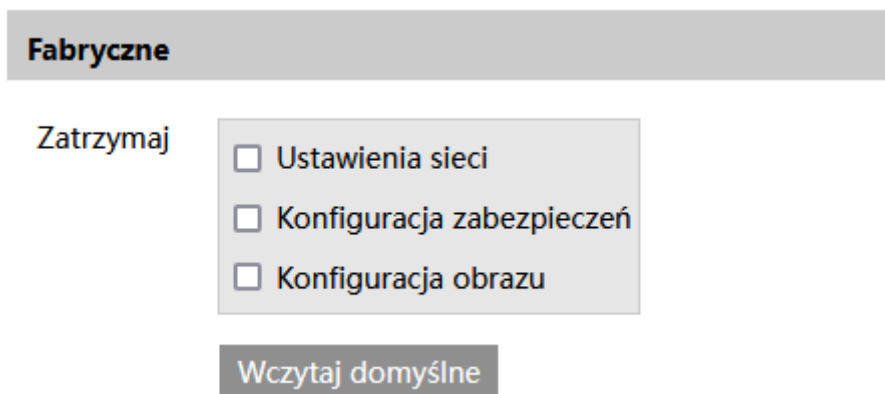 Fabryczne
Zatrzymaj
Ustawienia sieci
Konfiguracja zabezpieczeń
Konfiguracja obrazu
Wczytaj domyślne